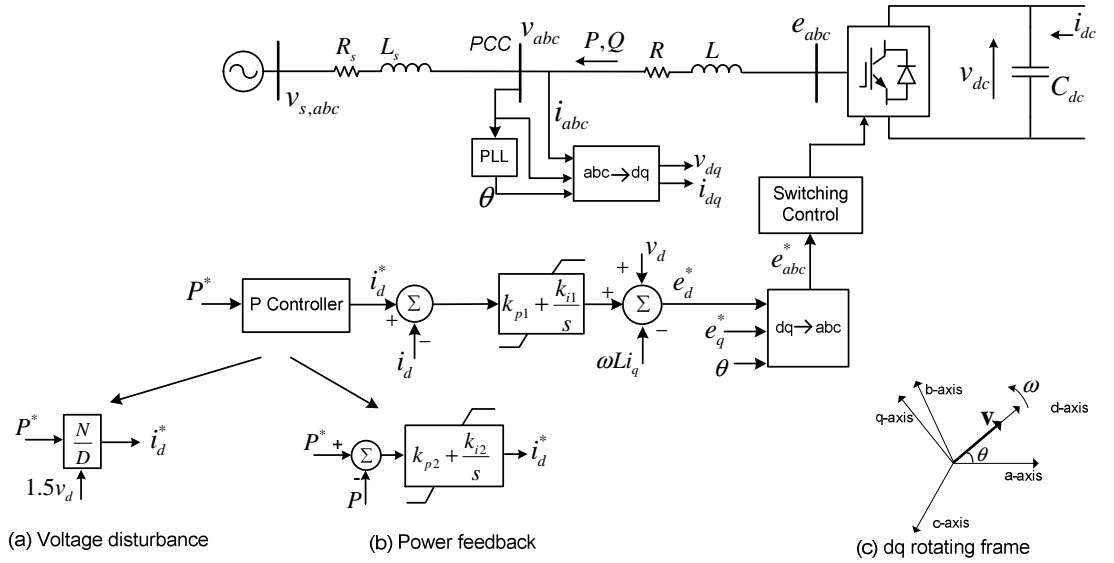 R_s
L_s
PCC
v_abc
P, Q
R
L
e_abc
i_dc
v_dc
C_dc
v_s,abc
i_abc
PLL
θ
abc→dq
v_dq
i_dq
Switching
Control
e*_abc
P*
P Controller
i*_d
+
Σ
−
i_d
k_p1 + k_i1/s
+
+
v_d
Σ
−
ωLi_q
e*_d
e*_q
θ
dq→abc
P*
N/D
i*_d
1.5v_d
P*
+
Σ
-
P
k_p2 + k_i2/s
i*_d
b-axis
q-axis
v
ω
d-axis
θ
a-axis
c-axis
(a) Voltage disturbance
(b) Power feedback
(c) dq rotating frame